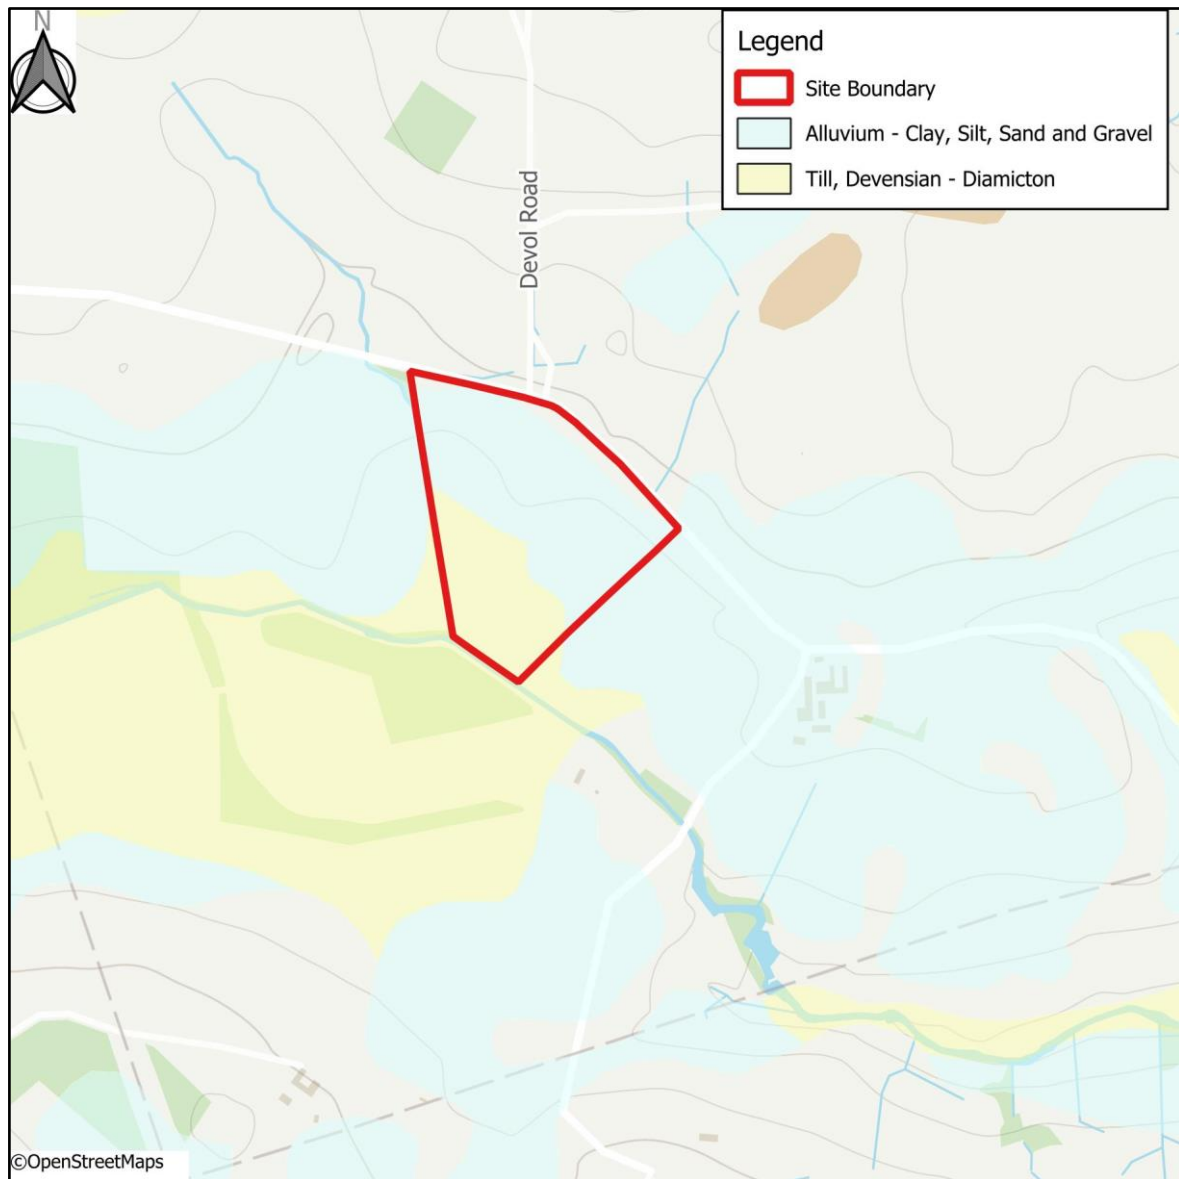 N
Legend
Site Boundary
Alluvium - Clay, Silt, Sand and Gravel
Till, Devensian - Diamicton
Devol Road
©OpenStreetMaps